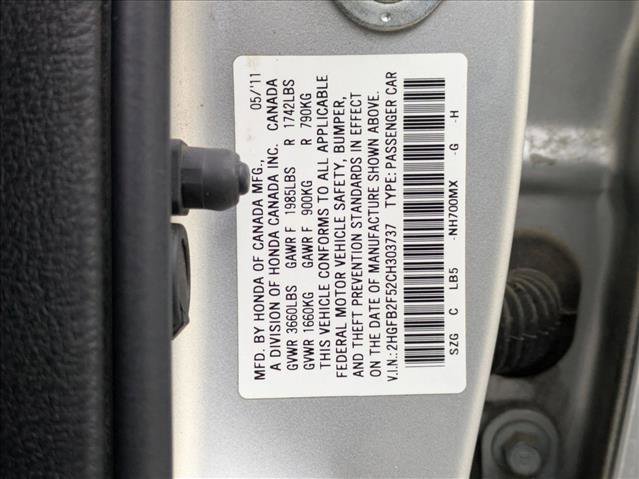 MFD. BY HONDA OF CANADA MFG., 05/'11
A DIVISION OF HONDA CANADA INC. CANADA
GVWR 3660LBS GAWR F 1985LBS R 1742LBS
GVWR 1660KG GAWR F 900KG R 790KG
THIS VEHICLE CONFORMS TO ALL APPLICABLE
FEDERAL MOTOR VEHICLE SAFETY, BUMPER,
AND THEFT PREVENTION STANDARDS IN EFFECT
ON THE DATE OF MANUFACTURE SHOWN ABOVE.
V.I.N.:2HGFB2F52CH303737 TYPE: PASSENGER CAR
SZG C LB5 -NH700MX -G -H